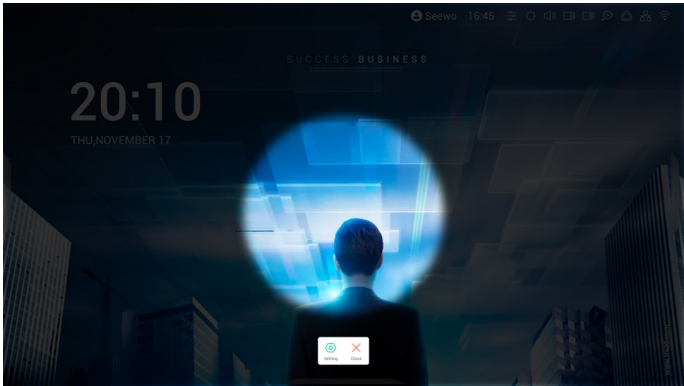 Seewo 16:45
SUCCESS BUSINESS
20:10
THU,NOVEMBER 17
Setting Close